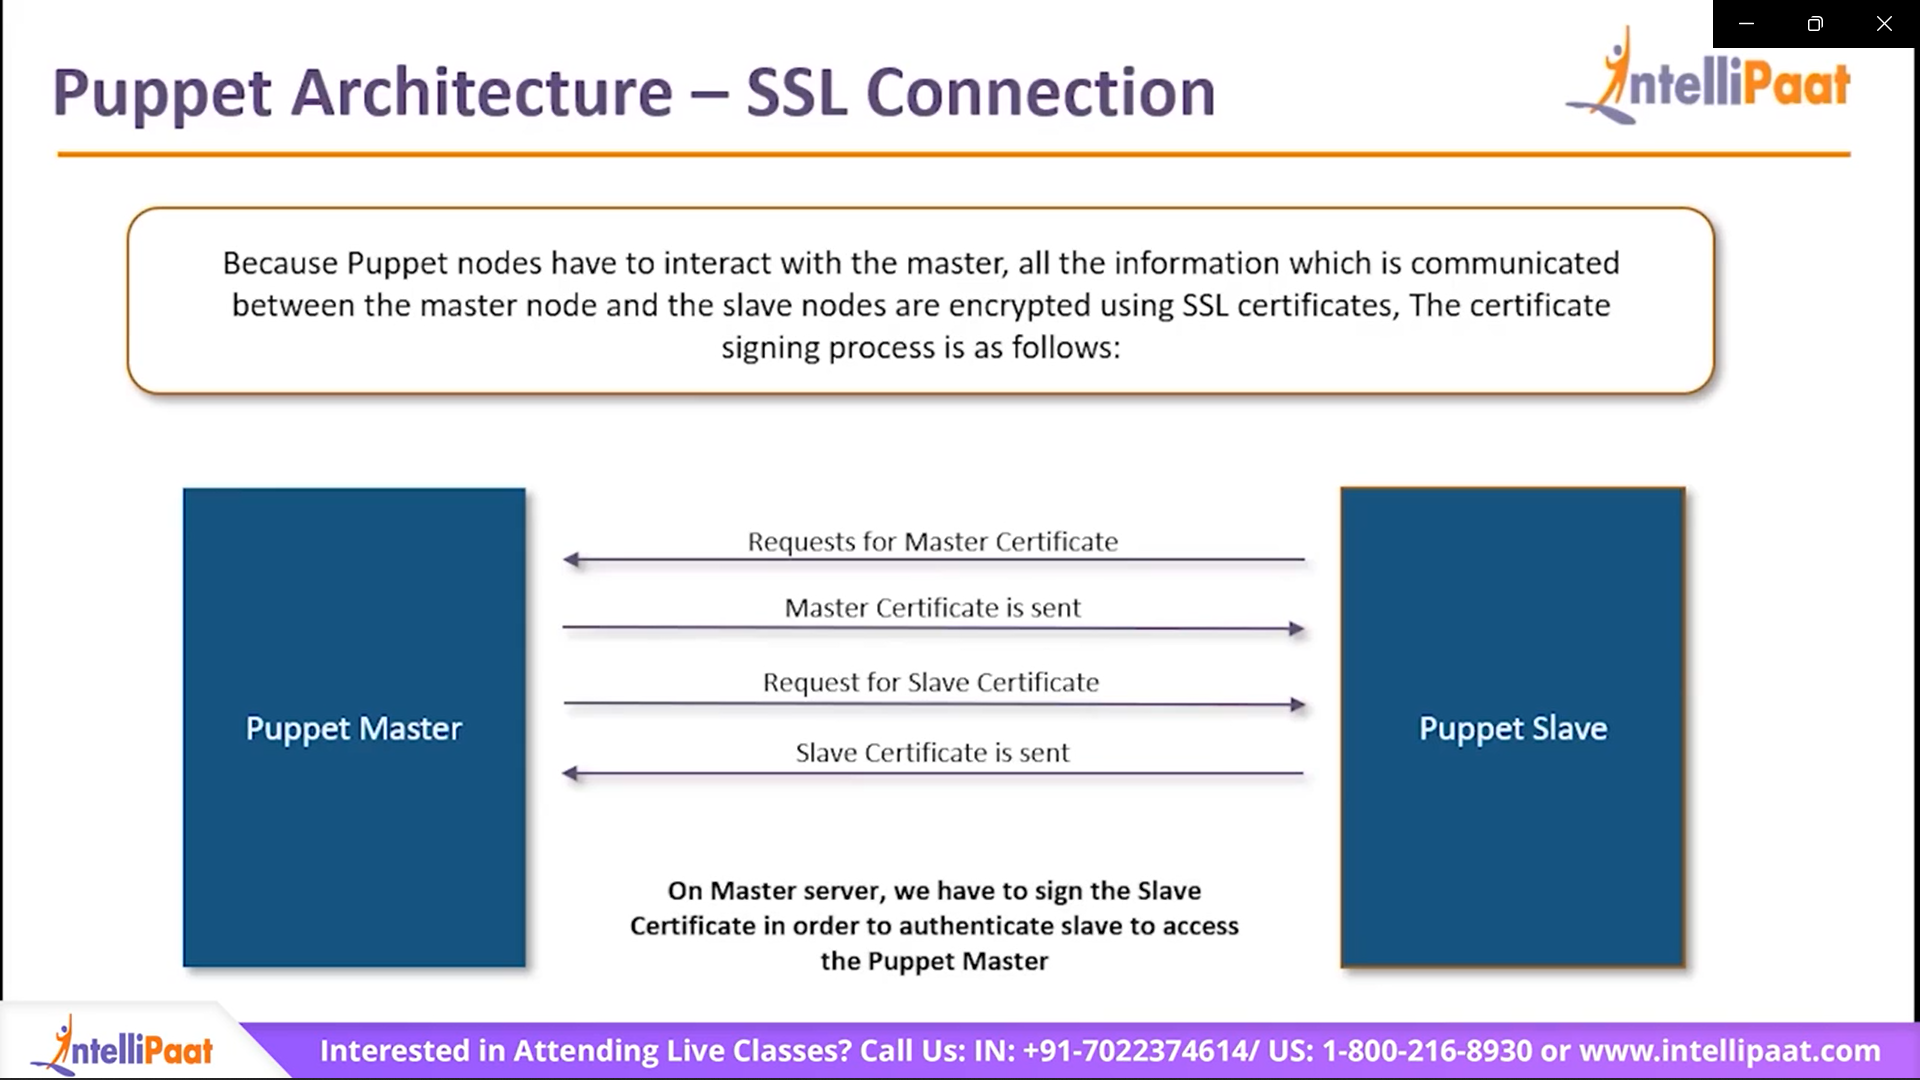 Puppet Architecture – SSL Connection
IntelliPaat
Because Puppet nodes have to interact with the master, all the information which is communicated
between the master node and the slave nodes are encrypted using SSL certificates, The certificate
signing process is as follows:
Requests for Master Certificate
Master Certificate is sent
Request for Slave Certificate
Slave Certificate is sent
Puppet Master
Puppet Slave
On Master server, we have to sign the Slave
Certificate in order to authenticate slave to access
the Puppet Master
IntelliPaat
Interested in Attending Live Classes? Call Us: IN: +91-7022374614/ US: 1-800-216-8930 or www.intellipaat.com